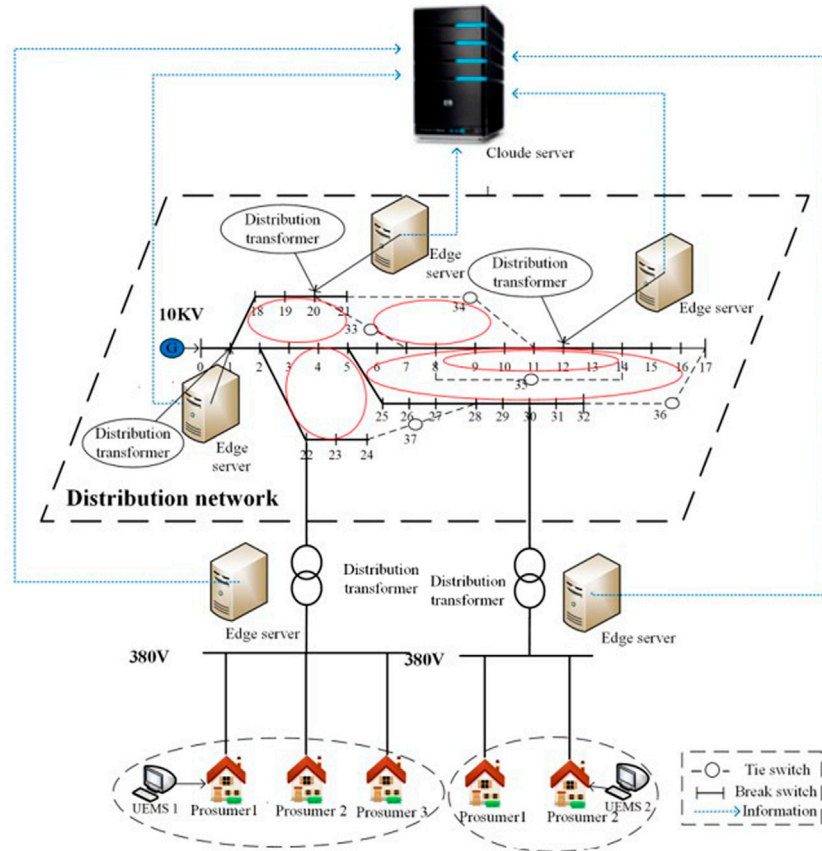 Cloude server
Distribution
transformer
Edge
server
Distribution
transformer
Edge server
10KV
18 19 20 21
33
34
G
0 1 2 3 4 5 6 7 8 9 10 11 12 13 14 15 16 17
35
25 26 27 28 29 30 31 32
36
37
Distribution
transformer
Edge
server
22 23 24
Distribution network
Distribution
transformer
Distribution
transformer
Edge server
Edge server
380V
380V
UEMS 1
Prosumer1
Prosumer 2
Prosumer 3
Prosumer1
Prosumer 2
UEMS 2
Tie switch
Break switch
Information